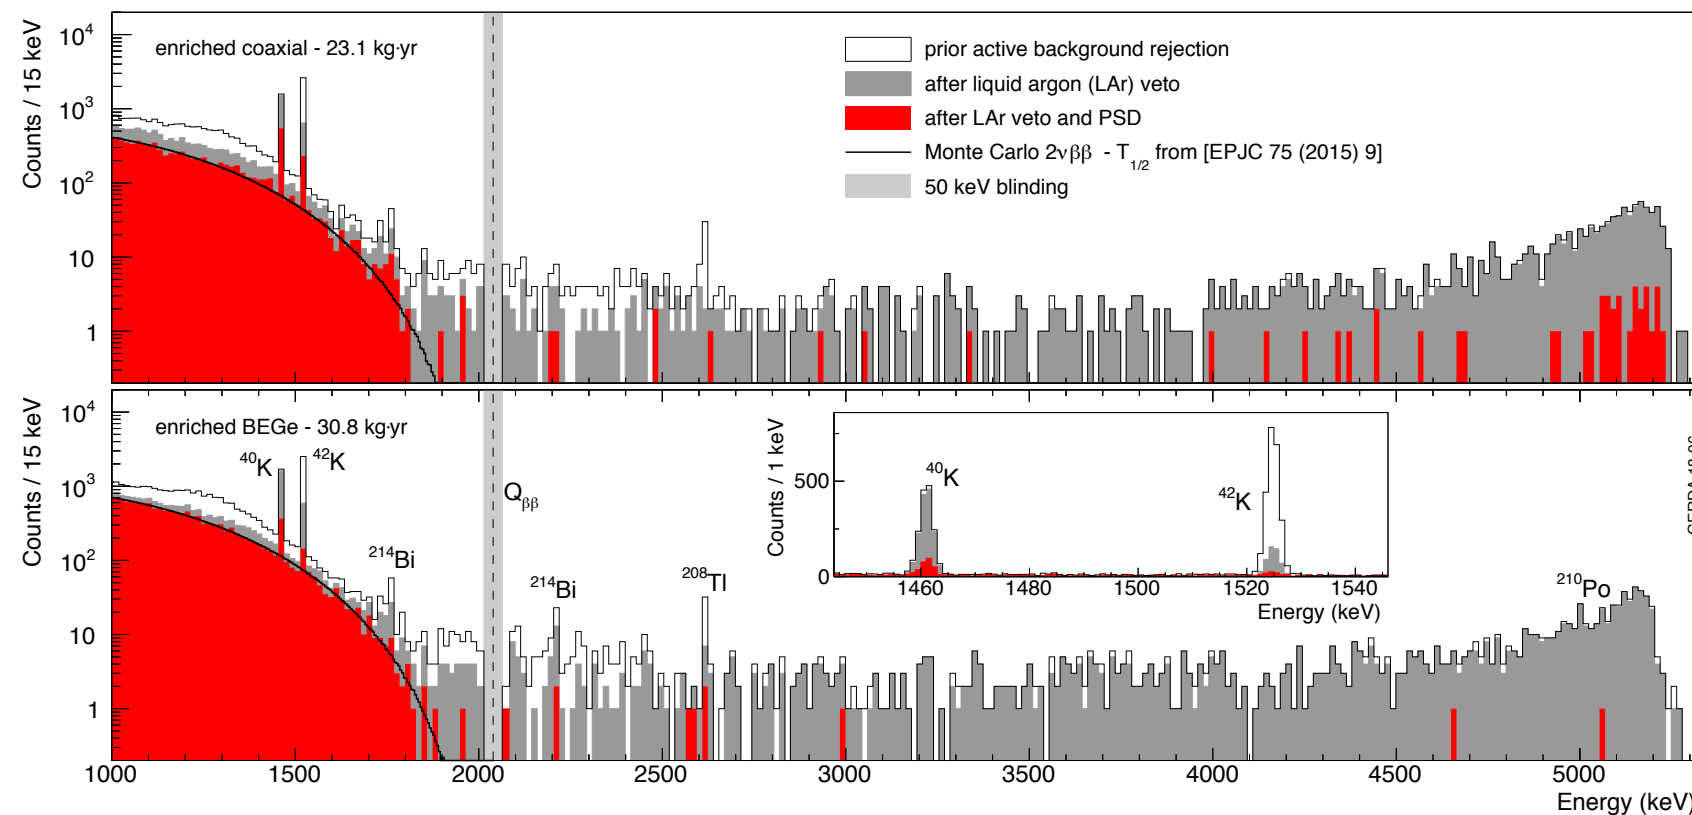 enriched coaxial - 23.1 kg·yr
prior active background rejection
after liquid argon (LAr) veto
after LAr veto and PSD
Monte Carlo 2νββ - T1/2 from [EPJC 75 (2015) 9]
50 keV blinding
Counts / 15 keV
10⁴
10³
10²
10
1
enriched BEGe - 30.8 kg·yr
⁴⁰K
⁴²K
²¹⁴Bi
Qββ
²¹⁴Bi
²⁰⁸Tl
²¹⁰Po
Counts / 15 keV
10⁴
10³
10²
10
1
Counts / 1 keV
500
0
⁴⁰K
⁴²K
1460 1480 1500 1520 1540
Energy (keV)
1000 1500 2000 2500 3000 3500 4000 4500 5000
Energy (keV)